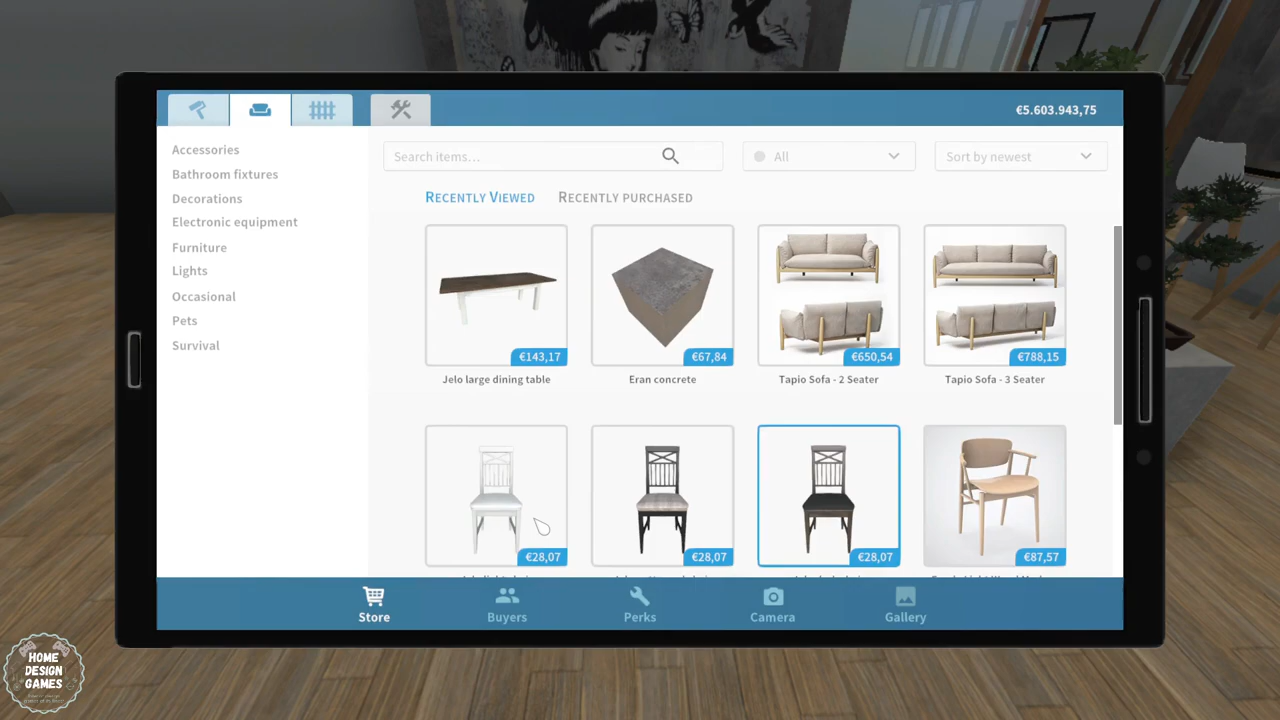 €5.603.943,75
Accessories
Bathroom fixtures
Decorations
Electronic equipment
Furniture
Lights
Occasional
Pets
Survival
Search items...
All
Sort by newest
Recently Viewed
Recently purchased
€143,17
€67,84
€650,54
€788,15
Jelo large dining table
Eran concrete
Tapio Sofa - 2 Seater
Tapio Sofa - 3 Seater
€28,07
€28,07
€28,07
€87,57
Store
Buyers
Perks
Camera
Gallery
HOME
DESIGN
GAMES